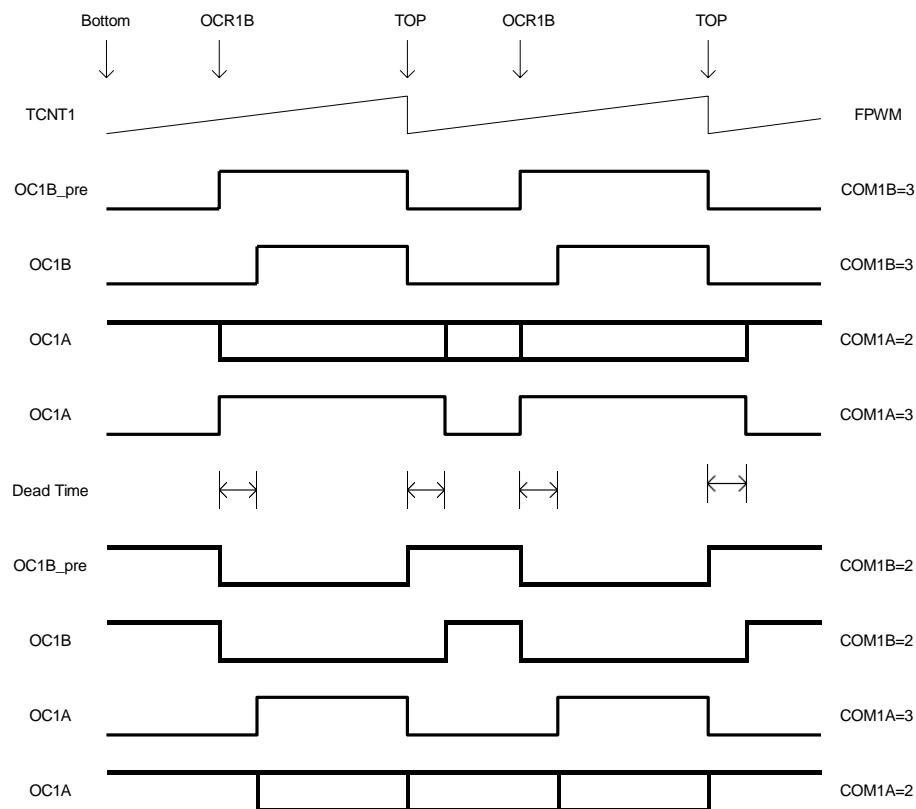 Bottom OCR1B TOP OCR1B TOP
TCNT1 FPWM
OC1B_pre COM1B=3
OC1B COM1B=3
OC1A COM1A=2
OC1A COM1A=3
Dead Time
OC1B_pre COM1B=2
OC1B COM1B=2
OC1A COM1A=3
OC1A COM1A=2